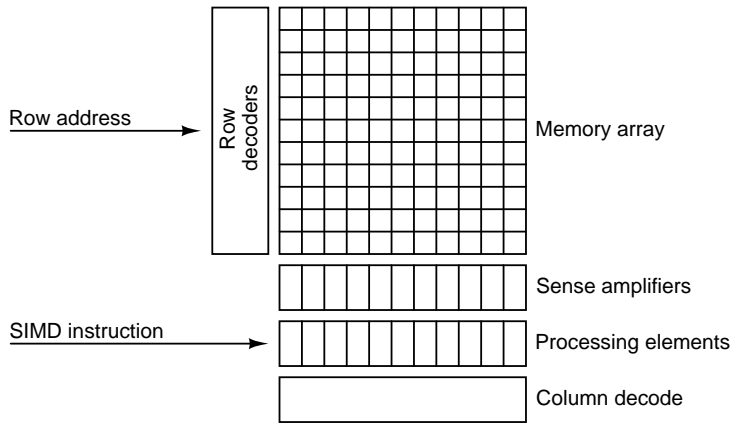 Row address
Row
decoders
Memory array
Sense amplifiers
SIMD instruction
Processing elements
Column decode